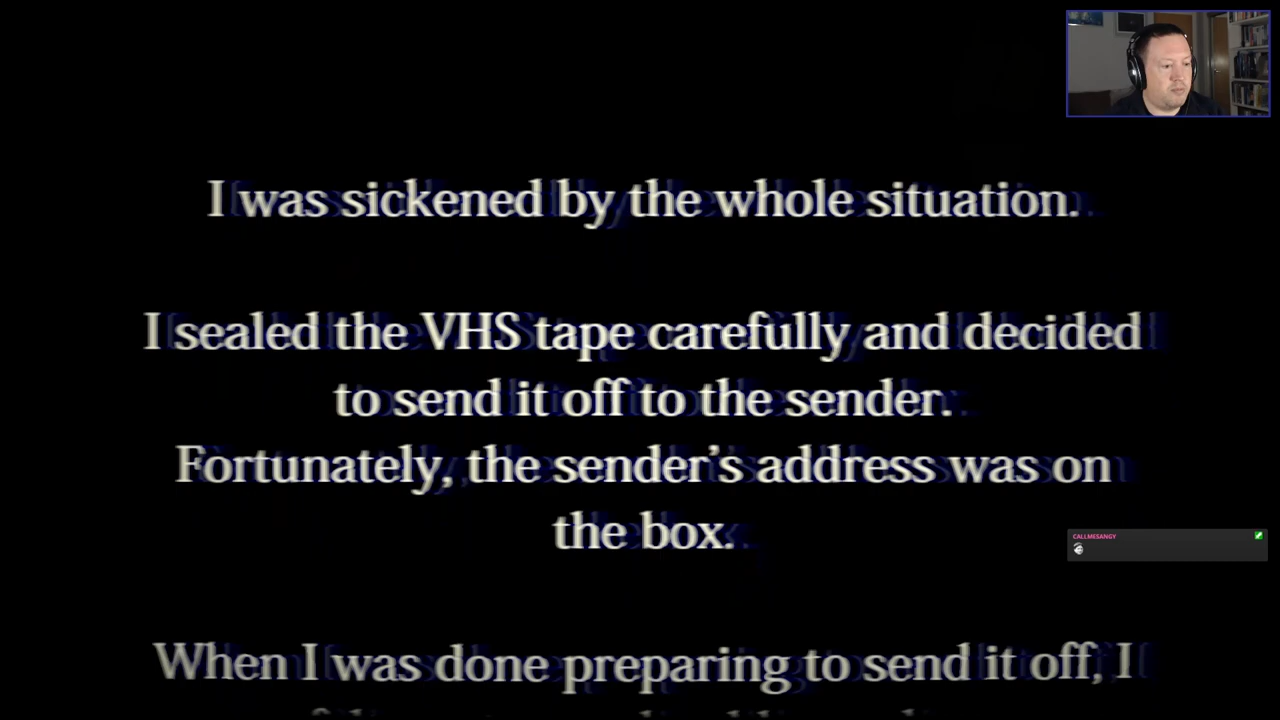 I was sickened by the whole situation.
I sealed the VHS tape carefully and decided
to send it off to the sender.
Fortunately, the sender's address was on
the box.
CALLMESANGY
When I was done preparing to send it off, I